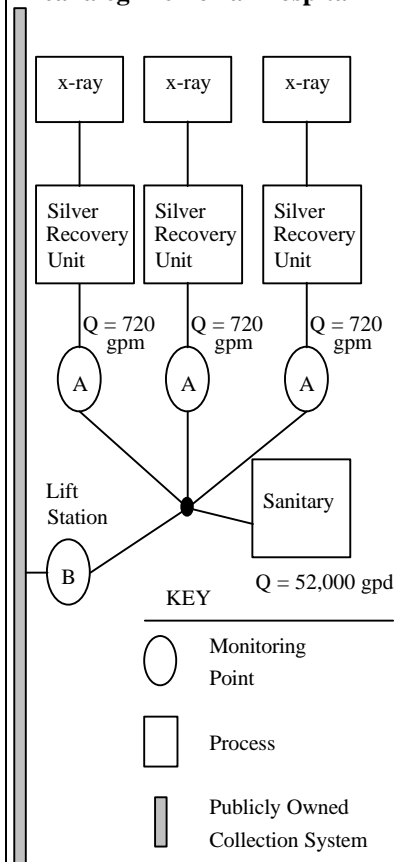 x-ray x-ray x-ray
Silver Silver Silver
Recovery Recovery Recovery
Unit Unit Unit
Q = 720 Q = 720 Q = 720
gpm gpm gpm
A A A
Lift
Station
Sanitary
B
Q = 52,000 gpd
KEY
Monitoring
Point
Process
Publicly Owned
Collection System